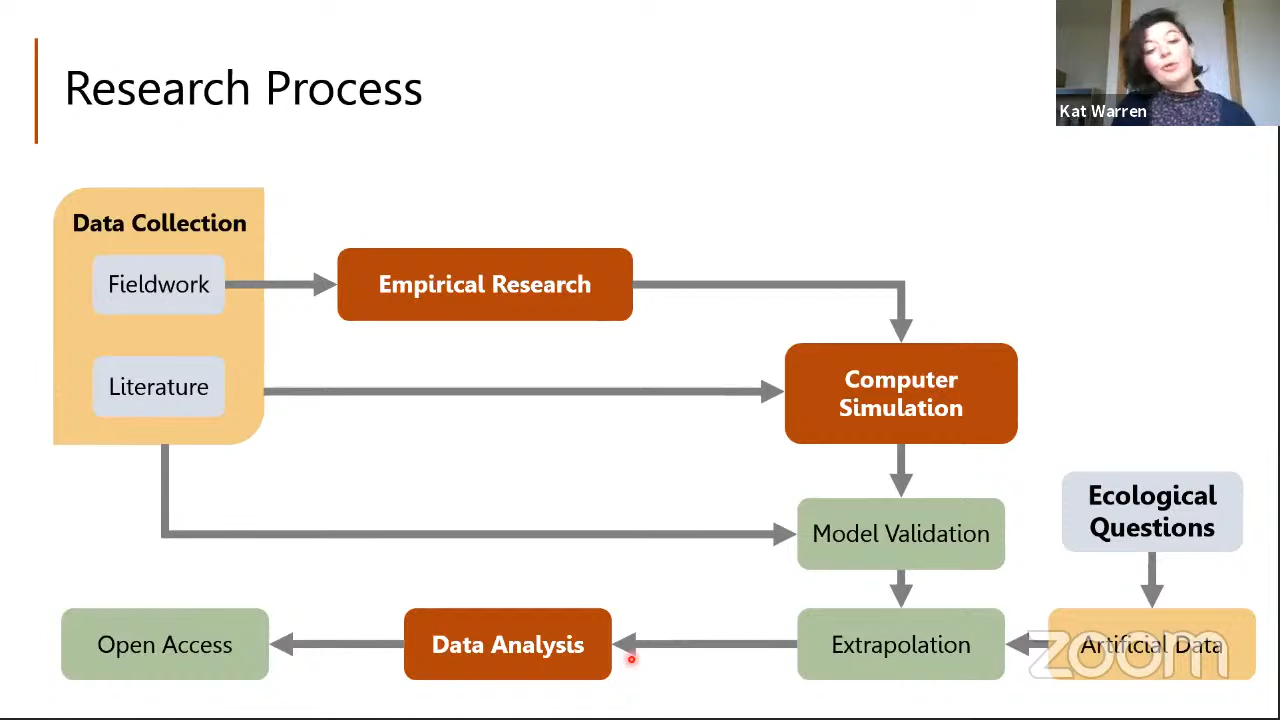 Research Process
Kat Warren
Data Collection
Fieldwork
Empirical Research
Literature
Computer
Simulation
Ecological
Questions
Model Validation
Open Access
Data Analysis
Extrapolation
Artificial Data
zoom